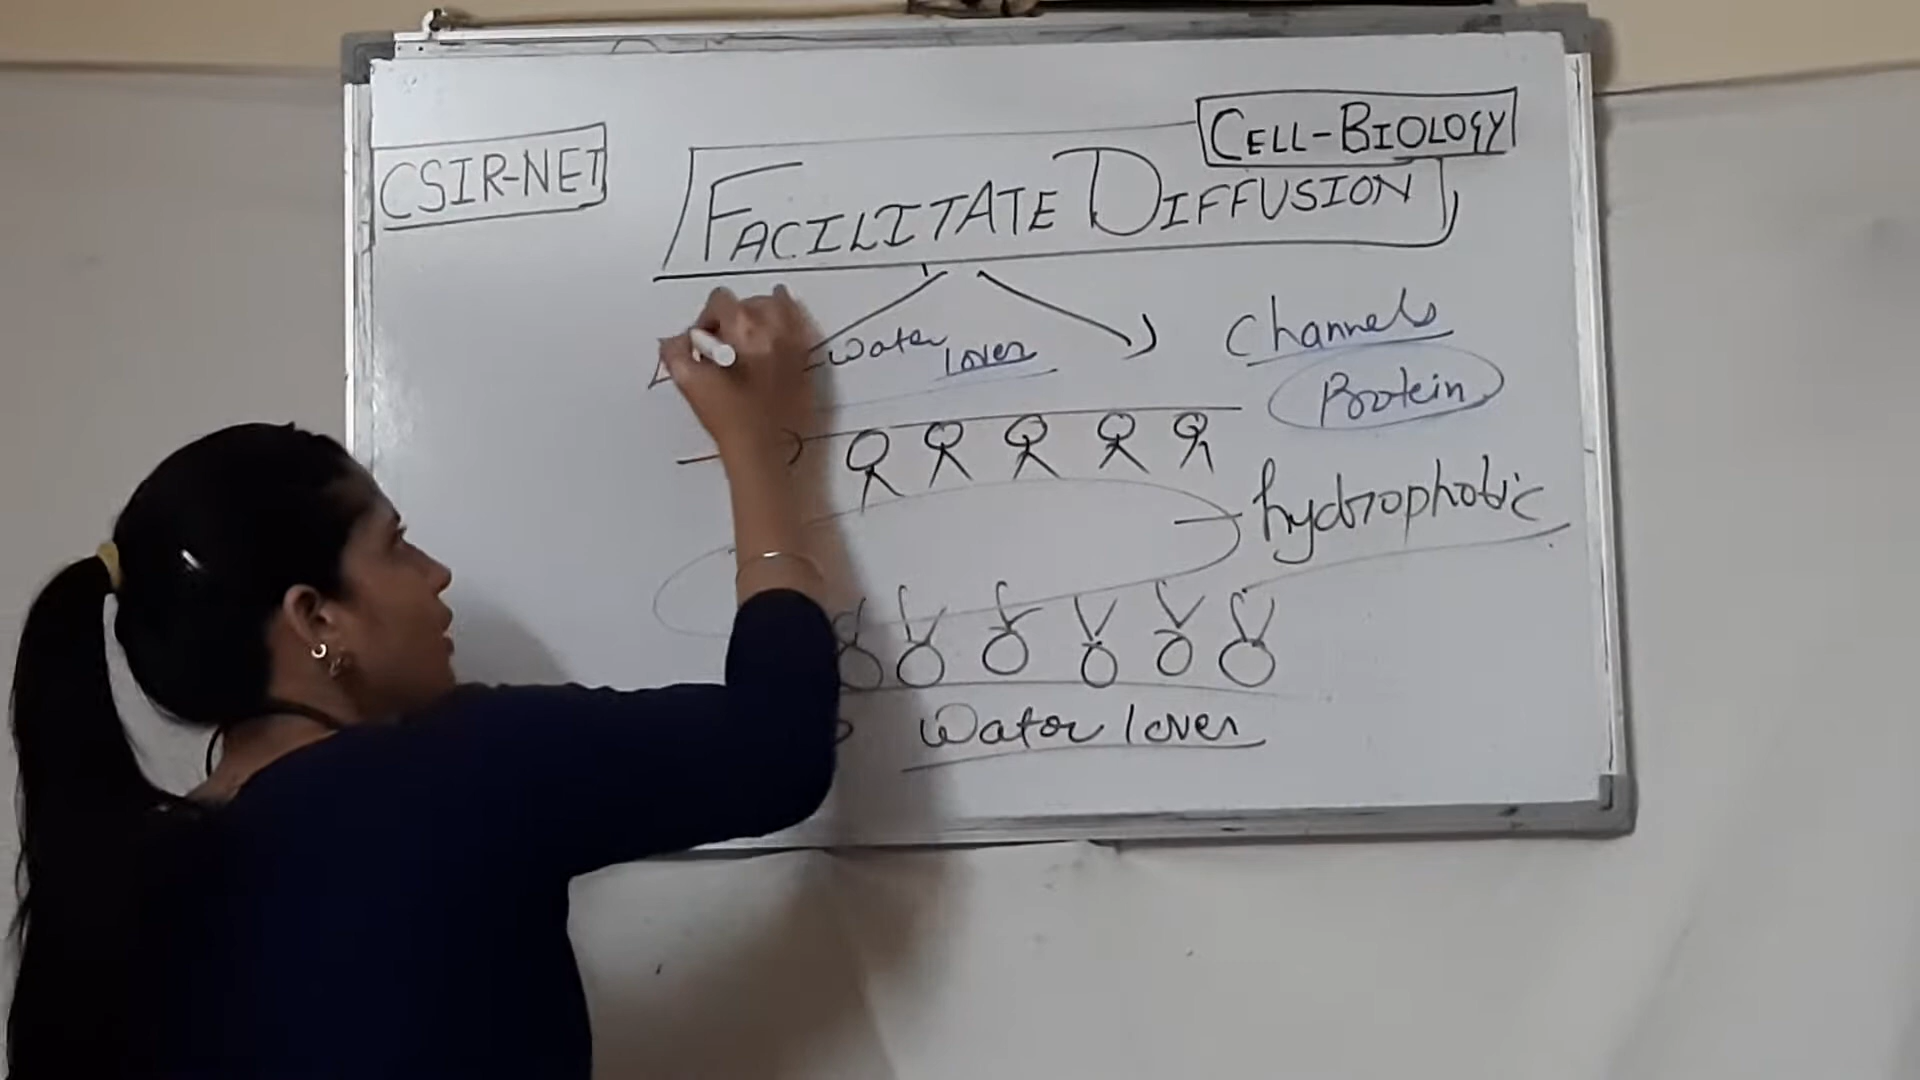 CELL-BIOLOGY
CSIR-NET
FACILITATE DIFFUSION
Channels
Water lover
Protein
hydrophobic
Water lover